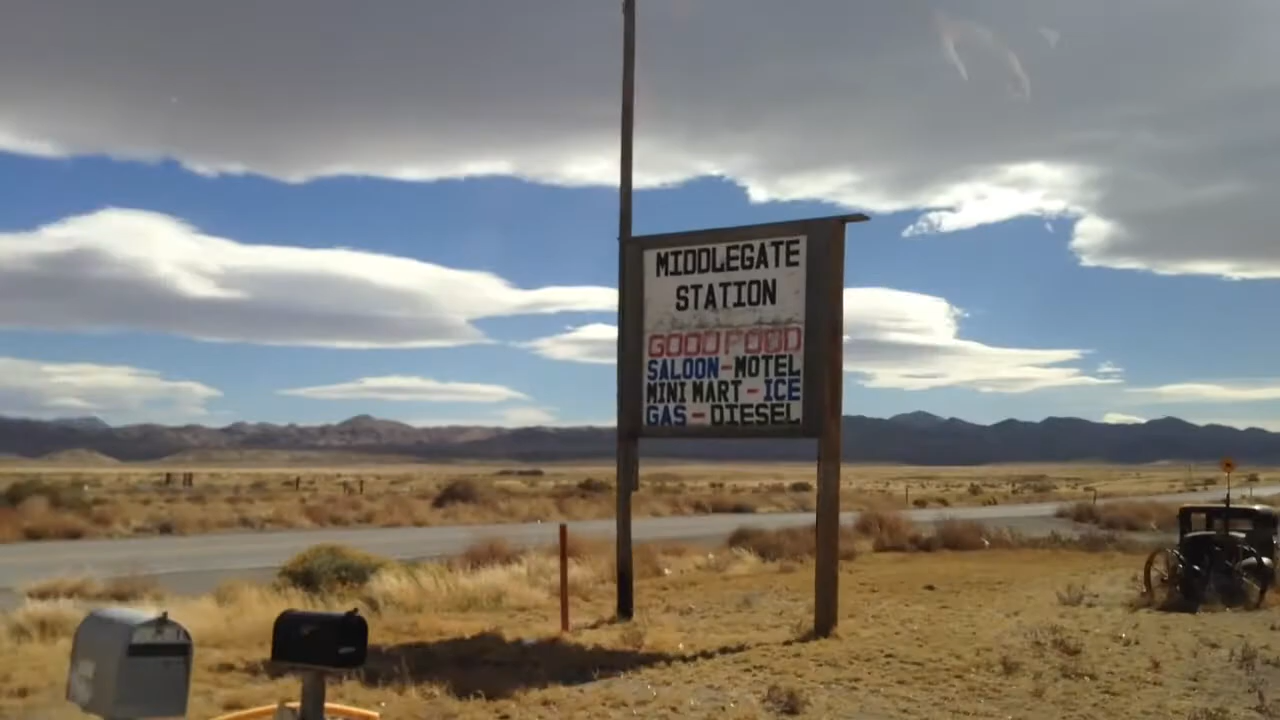 MIDDLEGATE
STATION
GOOD FOOD
SALOON-MOTEL
MINI MART-ICE
GAS-DIESEL